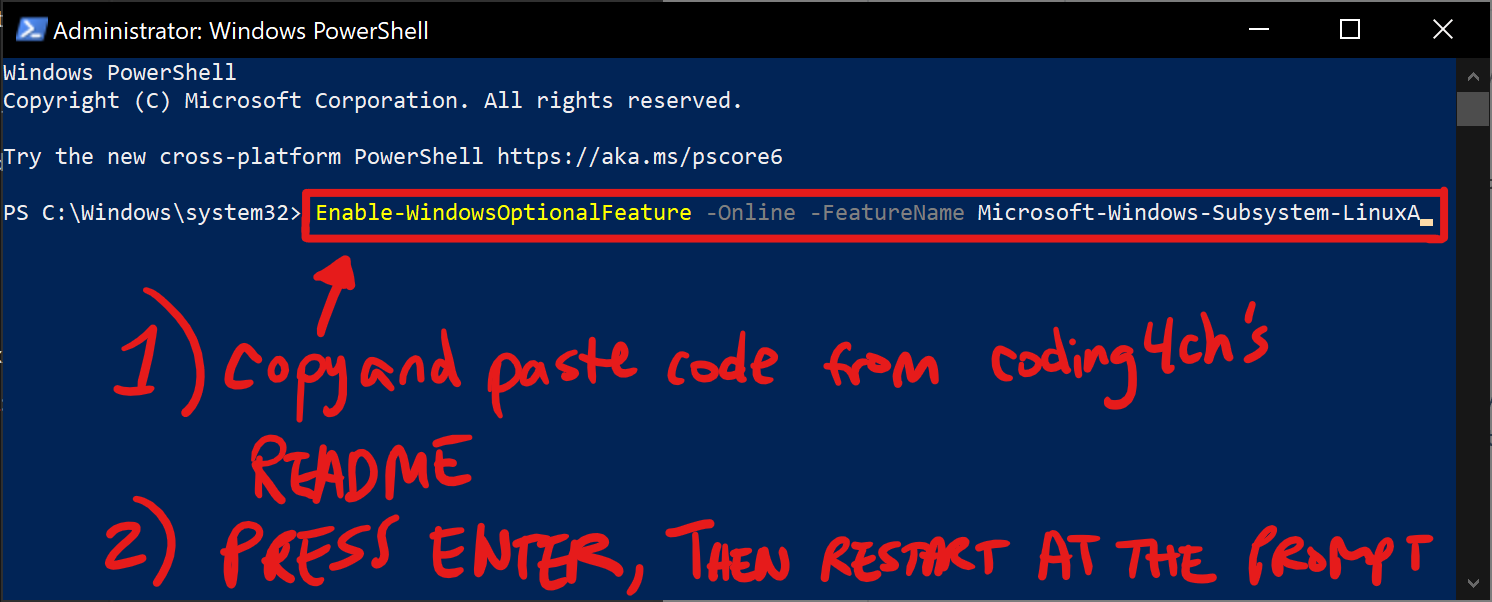 Administrator: Windows PowerShell
Windows PowerShell
Copyright (C) Microsoft Corporation. All rights reserved.
Try the new cross-platform PowerShell https://aka.ms/pscore6
PS C:\Windows\system32> Enable-WindowsOptionalFeature -Online -FeatureName Microsoft-Windows-Subsystem-LinuxA
1) copy and paste code from coding4ch's
README
2) PRESS ENTER, THEN RESTART AT THE PROMPT